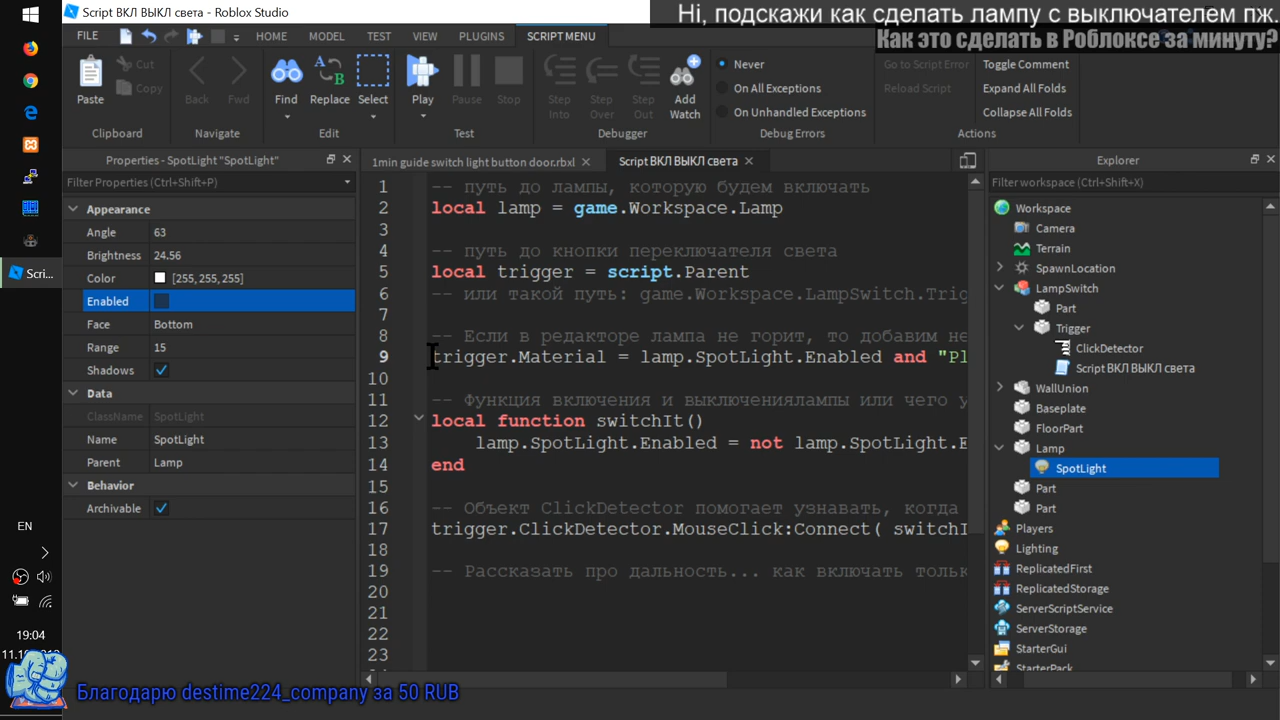 Script ВКЛ ВЫКЛ света - Roblox Studio
Hi, подскажи как сделать лампу с выключателем пж.
Как это сделать в Роблоксе за минуту?
FILE HOME MODEL TEST VIEW PLUGINS SCRIPT MENU
Paste
Cut
Copy
Clipboard
Back
Fwd
Navigate
Find
Replace
Select
Edit
Play
Pause
Stop
Test
Step Into
Step Over
Step Out
Add Watch
Debugger
Never
On All Exceptions
On Unhandled Exceptions
Debug Errors
Go to Script Error
Reload Script
Toggle Comment
Expand All Folds
Collapse All Folds
Actions
Properties - SpotLight "SpotLight"
Filter Properties (Ctrl+Shift+P)
Appearance
Angle 63
Brightness 24.56
Color [255,255,255]
Enabled
Face Bottom
Range 15
Shadows
Data
ClassName SpotLight
Name SpotLight
Parent Lamp
Behavior
Archivable
1min guide switch light button door.rbxl
Script ВКЛ ВЫКЛ света
1 -- путь до лампы, которую будем включать
2 local lamp = game.Workspace.Lamp
3
4 -- путь до кнопки переключателя света
5 local trigger = script.Parent
6 -- или такой путь: game.Workspace.LampSwitch.Trig
7
8 -- Если в редакторе лампа не горит, то добавим не
9 trigger.Material = lamp.SpotLight.Enabled and "Pl
10
11 -- Функция включения и выключениялампы или чего у
12 local function switchIt()
13 lamp.SpotLight.Enabled = not lamp.SpotLight.E
14 end
15
16 -- Объект ClickDetector помогает узнавать, когда
17 trigger.ClickDetector.MouseClick:Connect( switchI
18
19 -- Рассказать про дальность... как включать тольк
20
21
22
23
Explorer
Filter workspace (Ctrl+Shift+X)
Workspace
Camera
Terrain
SpawnLocation
LampSwitch
Part
Trigger
ClickDetector
Script ВКЛ ВЫКЛ света
WallUnion
Baseplate
FloorPart
Lamp
SpotLight
Part
Part
Players
Lighting
ReplicatedFirst
ReplicatedStorage
ServerScriptService
ServerStorage
StarterGui
StarterPack
Scri...
EN
19:04
Благодарю destime224_company за 50 RUB